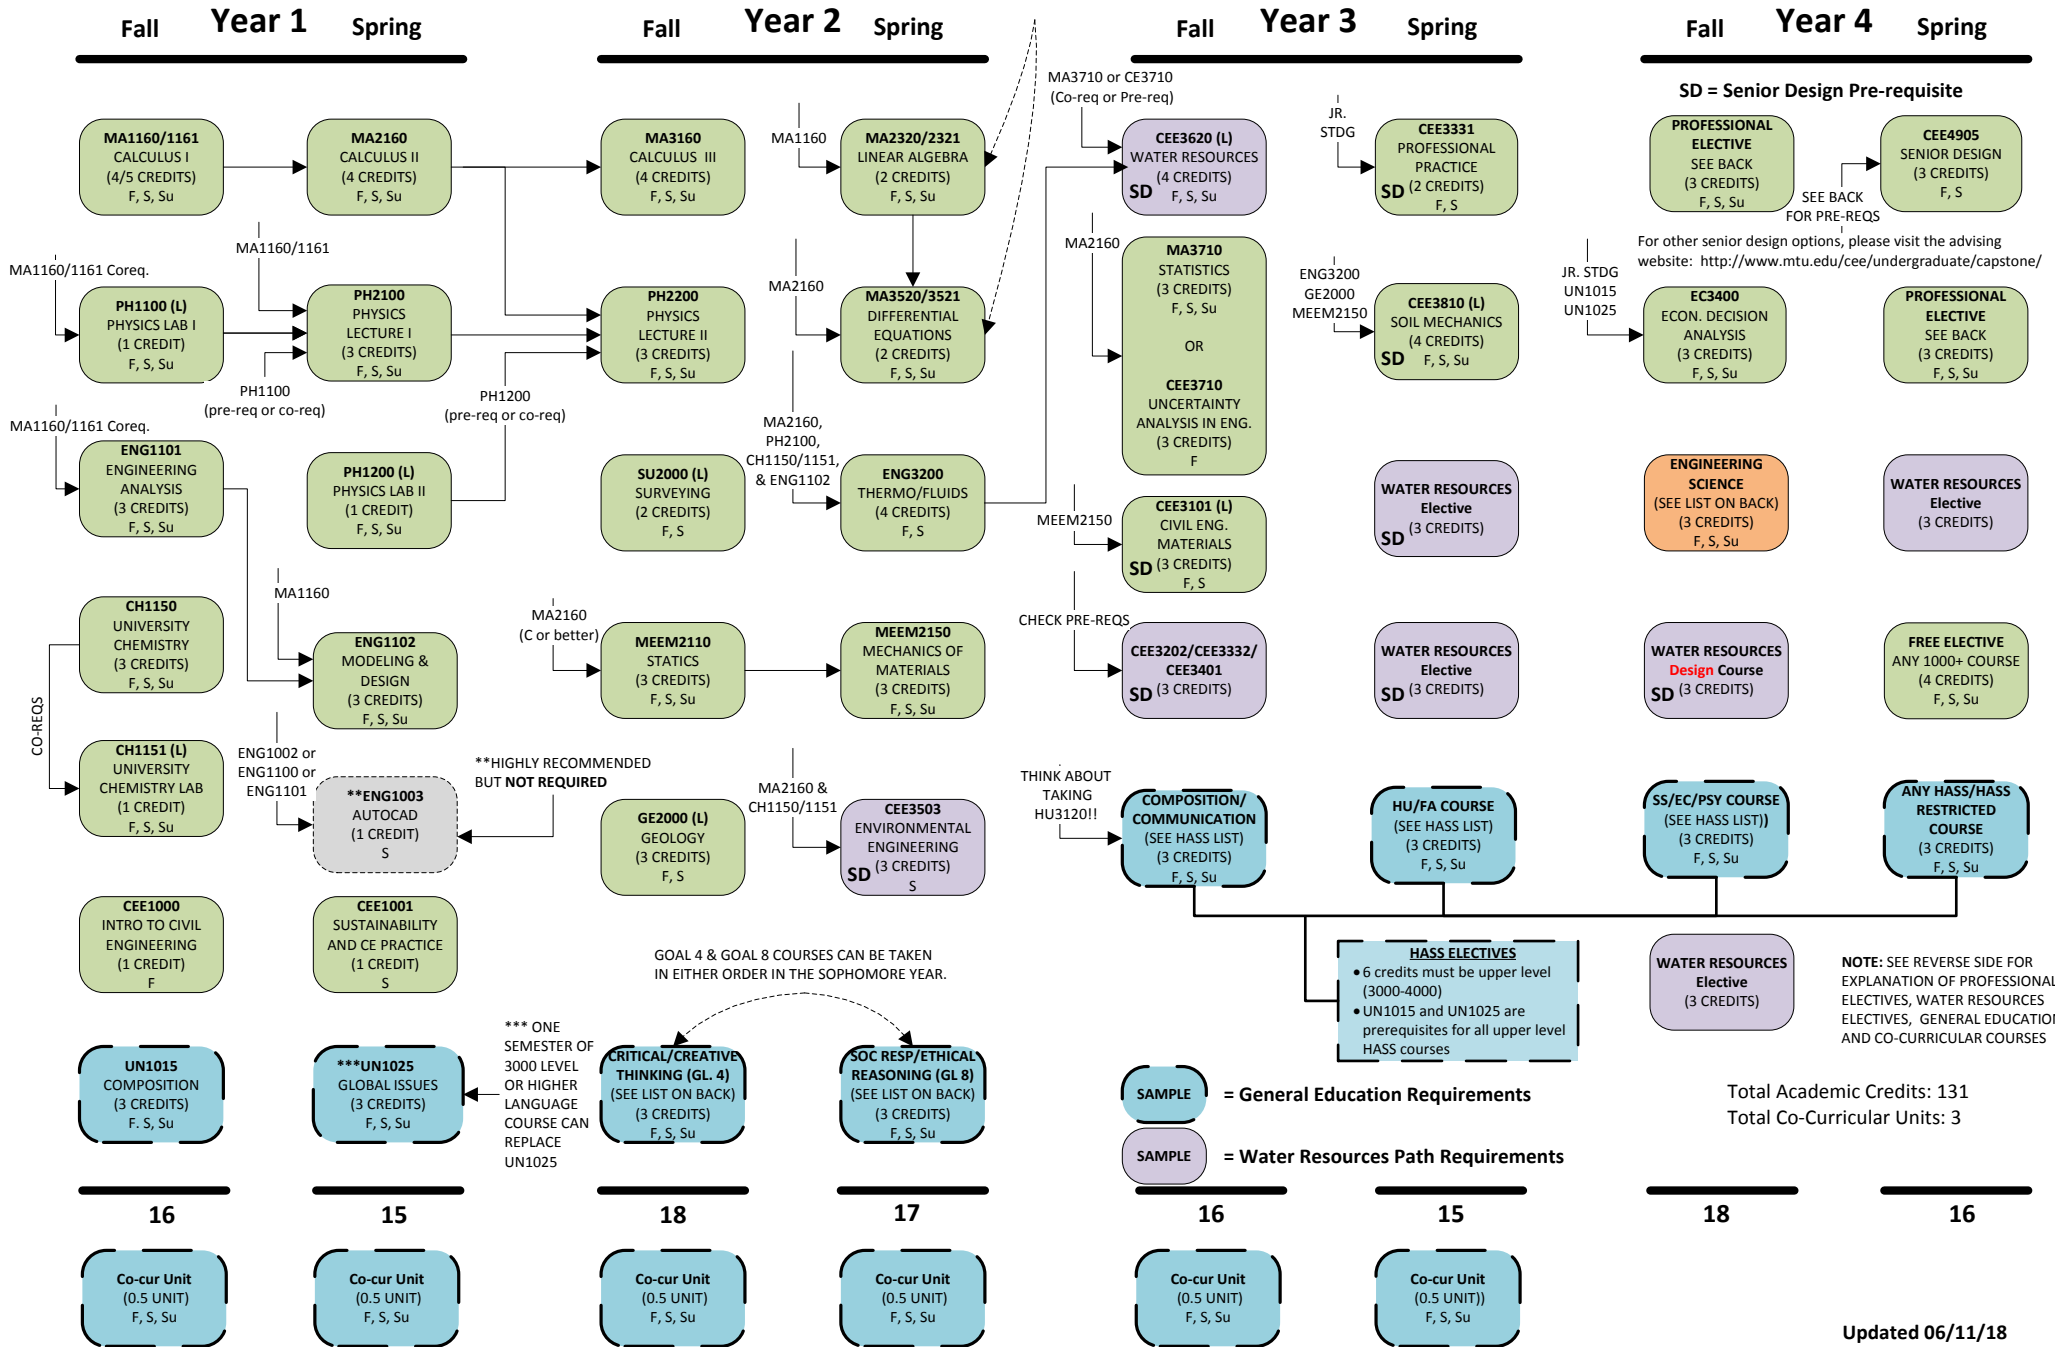 Year 1
Fall
Spring
Year 2
Fall
Spring
Year 3
Fall
Spring
Year 4
Fall
Spring
MA1160/1161
CALCULUS I
(4/5 CREDITS)
F, S, Su
MA1160/1161 Coreq.
PH1100 (L)
PHYSICS LAB I
(1 CREDIT)
F, S, Su
MA1160/1161 Coreq.
ENG1101
ENGINEERING
ANALYSIS
(3 CREDITS)
F, S, Su
CH1150
UNIVERSITY
CHEMISTRY
(3 CREDITS)
F, S, Su
CO-REQS
CH1151 (L)
UNIVERSITY
CHEMISTRY LAB
(1 CREDIT)
F, S, Su
CEE1000
INTRO TO CIVIL
ENGINEERING
(1 CREDIT)
F
UN1015
COMPOSITION
(3 CREDITS)
F. S, Su
16
Co-cur Unit
(0.5 UNIT)
F, S, Su
MA2160
CALCULUS II
(4 CREDITS)
F, S, Su
MA1160/1161
PH2100
PHYSICS
LECTURE I
(3 CREDITS)
F, S, Su
PH1100
(pre-req or co-req)
PH1200 (L)
PHYSICS LAB II
(1 CREDIT)
F, S, Su
MA1160
ENG1102
MODELING &
DESIGN
(3 CREDITS)
F, S, Su
ENG1002 or
ENG1100 or
ENG1101
**ENG1003
AUTOCAD
(1 CREDIT)
S
**HIGHLY RECOMMENDED
BUT NOT REQUIRED
CEE1001
SUSTAINABILITY
AND CE PRACTICE
(1 CREDIT)
S
***UN1025
GLOBAL ISSUES
(3 CREDITS)
F, S, Su
*** ONE
SEMESTER OF
3000 LEVEL
OR HIGHER
LANGUAGE
COURSE CAN
REPLACE
UN1025
15
Co-cur Unit
(0.5 UNIT)
F, S, Su
MA3160
CALCULUS  III
(4 CREDITS)
F, S, Su
PH2200
PHYSICS
LECTURE II
(3 CREDITS)
F, S, Su
PH1200
(pre-req or co-req)
SU2000 (L)
SURVEYING
(2 CREDITS)
F, S
MA2160
(C or better)
MEEM2110
STATICS
(3 CREDITS)
F, S, Su
GE2000 (L)
GEOLOGY
(3 CREDITS)
F, S
GOAL 4 & GOAL 8 COURSES CAN BE TAKEN
IN EITHER ORDER IN THE SOPHOMORE YEAR.
CRITICAL/CREATIVE
THINKING (GL. 4)
(SEE LIST ON BACK)
(3 CREDITS)
F, S, Su
18
Co-cur Unit
(0.5 UNIT)
F, S, Su
MA1160
MA2320/2321
LINEAR ALGEBRA
(2 CREDITS)
F, S, Su
MA2160
MA3520/3521
DIFFERENTIAL
EQUATIONS
(2 CREDITS)
F, S, Su
MA2160,
PH2100,
CH1150/1151,
& ENG1102
ENG3200
THERMO/FLUIDS
(4 CREDITS)
F, S
MEEM2150
MECHANICS OF
MATERIALS
(3 CREDITS)
F, S, Su
MA2160 &
CH1150/1151
CEE3503
ENVIRONMENTAL
ENGINEERING
(3 CREDITS)
SD
S
SOC RESP/ETHICAL
REASONING (GL 8)
(SEE LIST ON BACK)
(3 CREDITS)
F, S, Su
17
Co-cur Unit
(0.5 UNIT)
F, S, Su
MA3710 or CE3710
(Co-req or Pre-req)
CEE3620 (L)
WATER RESOURCES
(4 CREDITS)
SD
F, S, Su
MA2160
MA3710
STATISTICS
(3 CREDITS)
F, S, Su
OR
CEE3710
UNCERTAINTY
ANALYSIS IN ENG.
(3 CREDITS)
F
MEEM2150
CEE3101 (L)
CIVIL ENG.
MATERIALS
(3 CREDITS)
SD
F, S
CHECK PRE-REQS
CEE3202/CEE3332/
CEE3401
SD (3 CREDITS)
THINK ABOUT
TAKING
HU3120!!
COMPOSITION/
COMMUNICATION
(SEE HASS LIST)
(3 CREDITS)
F, S, Su
16
Co-cur Unit
(0.5 UNIT)
F, S, Su
JR.
STDG
CEE3331
PROFESSIONAL
PRACTICE
SD (2 CREDITS)
F, S
ENG3200
GE2000
MEEM2150
CEE3810 (L)
SOIL MECHANICS
(4 CREDITS)
SD F, S, Su
WATER RESOURCES
Elective
(3 CREDITS)
SD
WATER RESOURCES
Elective
SD (3 CREDITS)
HU/FA COURSE
(SEE HASS LIST)
(3 CREDITS)
F, S, Su
HASS ELECTIVES
• 6 credits must be upper level
(3000-4000)
• UN1015 and UN1025 are
prerequisites for all upper level
HASS courses
SAMPLE = General Education Requirements
SAMPLE = Water Resources Path Requirements
15
Co-cur Unit
(0.5 UNIT))
F, S, Su
SD = Senior Design Pre-requisite
PROFESSIONAL
ELECTIVE
SEE BACK
(3 CREDITS)
F, S, Su
SEE BACK
FOR PRE-REQS
CEE4905
SENIOR DESIGN
(3 CREDITS)
F, S
For other senior design options, please visit the advising
website:  http://www.mtu.edu/cee/undergraduate/capstone/
JR. STDG
UN1015
UN1025
EC3400
ECON. DECISION
ANALYSIS
(3 CREDITS)
F, S, Su
PROFESSIONAL
ELECTIVE
SEE BACK
(3 CREDITS)
F, S, Su
ENGINEERING
SCIENCE
(SEE LIST ON BACK)
(3 CREDITS)
F, S, Su
WATER RESOURCES
Elective
(3 CREDITS)
WATER RESOURCES
Design Course
SD (3 CREDITS)
FREE ELECTIVE
ANY 1000+ COURSE
(4 CREDITS)
F, S, Su
SS/EC/PSY COURSE
(SEE HASS LIST))
(3 CREDITS)
F, S, Su
ANY HASS/HASS
RESTRICTED
COURSE
(3 CREDITS)
F, S, Su
WATER RESOURCES
Elective
(3 CREDITS)
NOTE: SEE REVERSE SIDE FOR
EXPLANATION OF PROFESSIONAL
ELECTIVES, WATER RESOURCES
ELECTIVES,  GENERAL EDUCATION
AND CO-CURRICULAR COURSES
Total Academic Credits: 131
Total Co-Curricular Units: 3
18
16
Updated 06/11/18